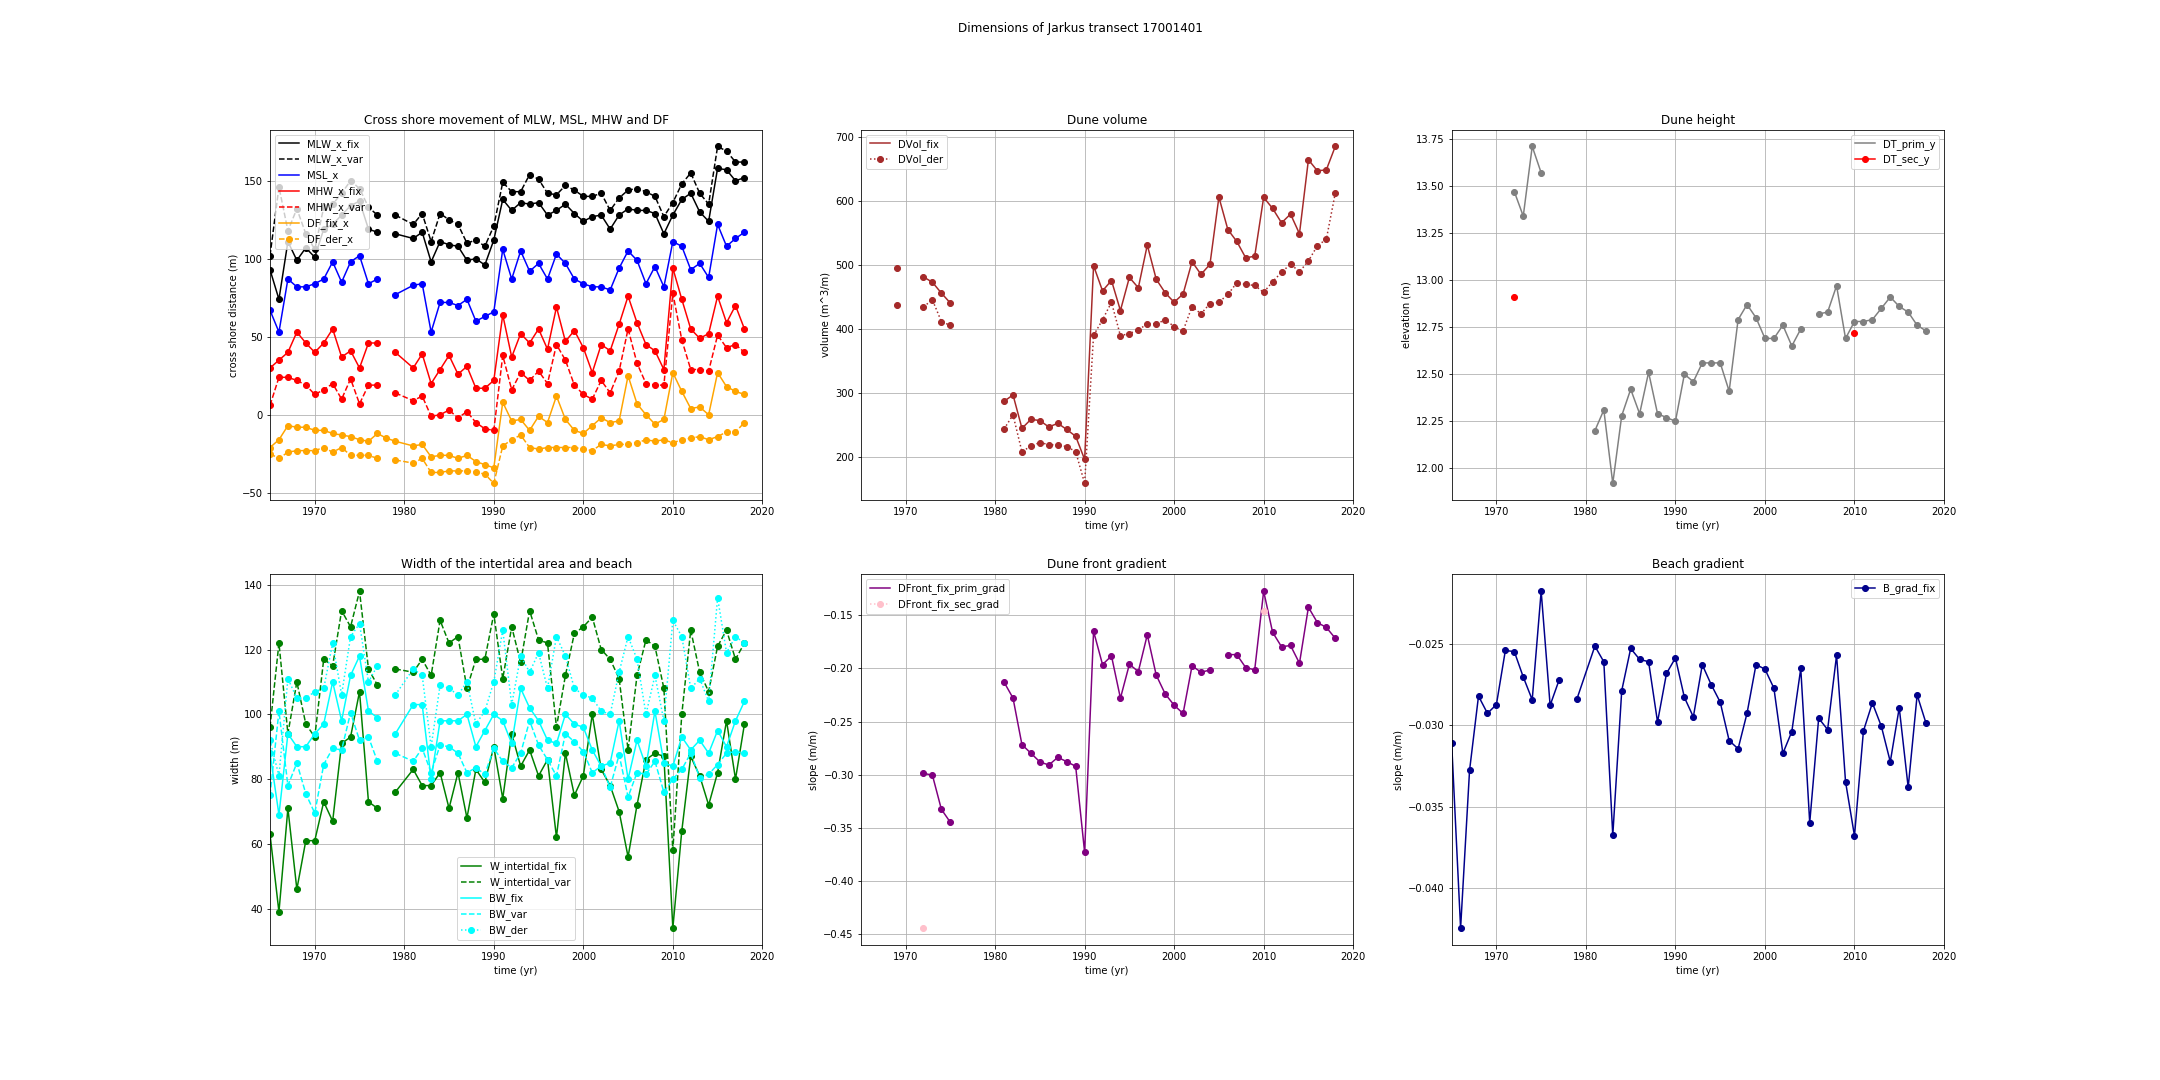 Dimensions of Jarkus transect 17001401
Cross shore movement of MLW, MSL, MHW and DF
MLW_x_fix
MLW_x_var
MSL_x
MHW_x_fix
MHW_x_var
DF_fix_x
DF_der_x
cross shore distance (m)
150
100
50
0
−50
1970
1980
1990
2000
2010
2020
time (yr)
Dune volume
DVol_fix
DVol_der
volume (m^3/m)
700
600
500
400
300
200
1970
1980
1990
2000
2010
2020
time (yr)
Dune height
DT_prim_y
DT_sec_y
elevation (m)
13.75
13.50
13.25
13.00
12.75
12.50
12.25
12.00
1970
1980
1990
2000
2010
2020
time (yr)
Width of the intertidal area and beach
W_intertidal_fix
W_intertidal_var
BW_fix
BW_var
BW_der
width (m)
140
120
100
80
60
40
1970
1980
1990
2000
2010
2020
time (yr)
Dune front gradient
DFront_fix_prim_grad
DFront_fix_sec_grad
slope (m/m)
−0.15
−0.20
−0.25
−0.30
−0.35
−0.40
−0.45
1970
1980
1990
2000
2010
2020
time (yr)
Beach gradient
B_grad_fix
slope (m/m)
−0.025
−0.030
−0.035
−0.040
1970
1980
1990
2000
2010
2020
time (yr)